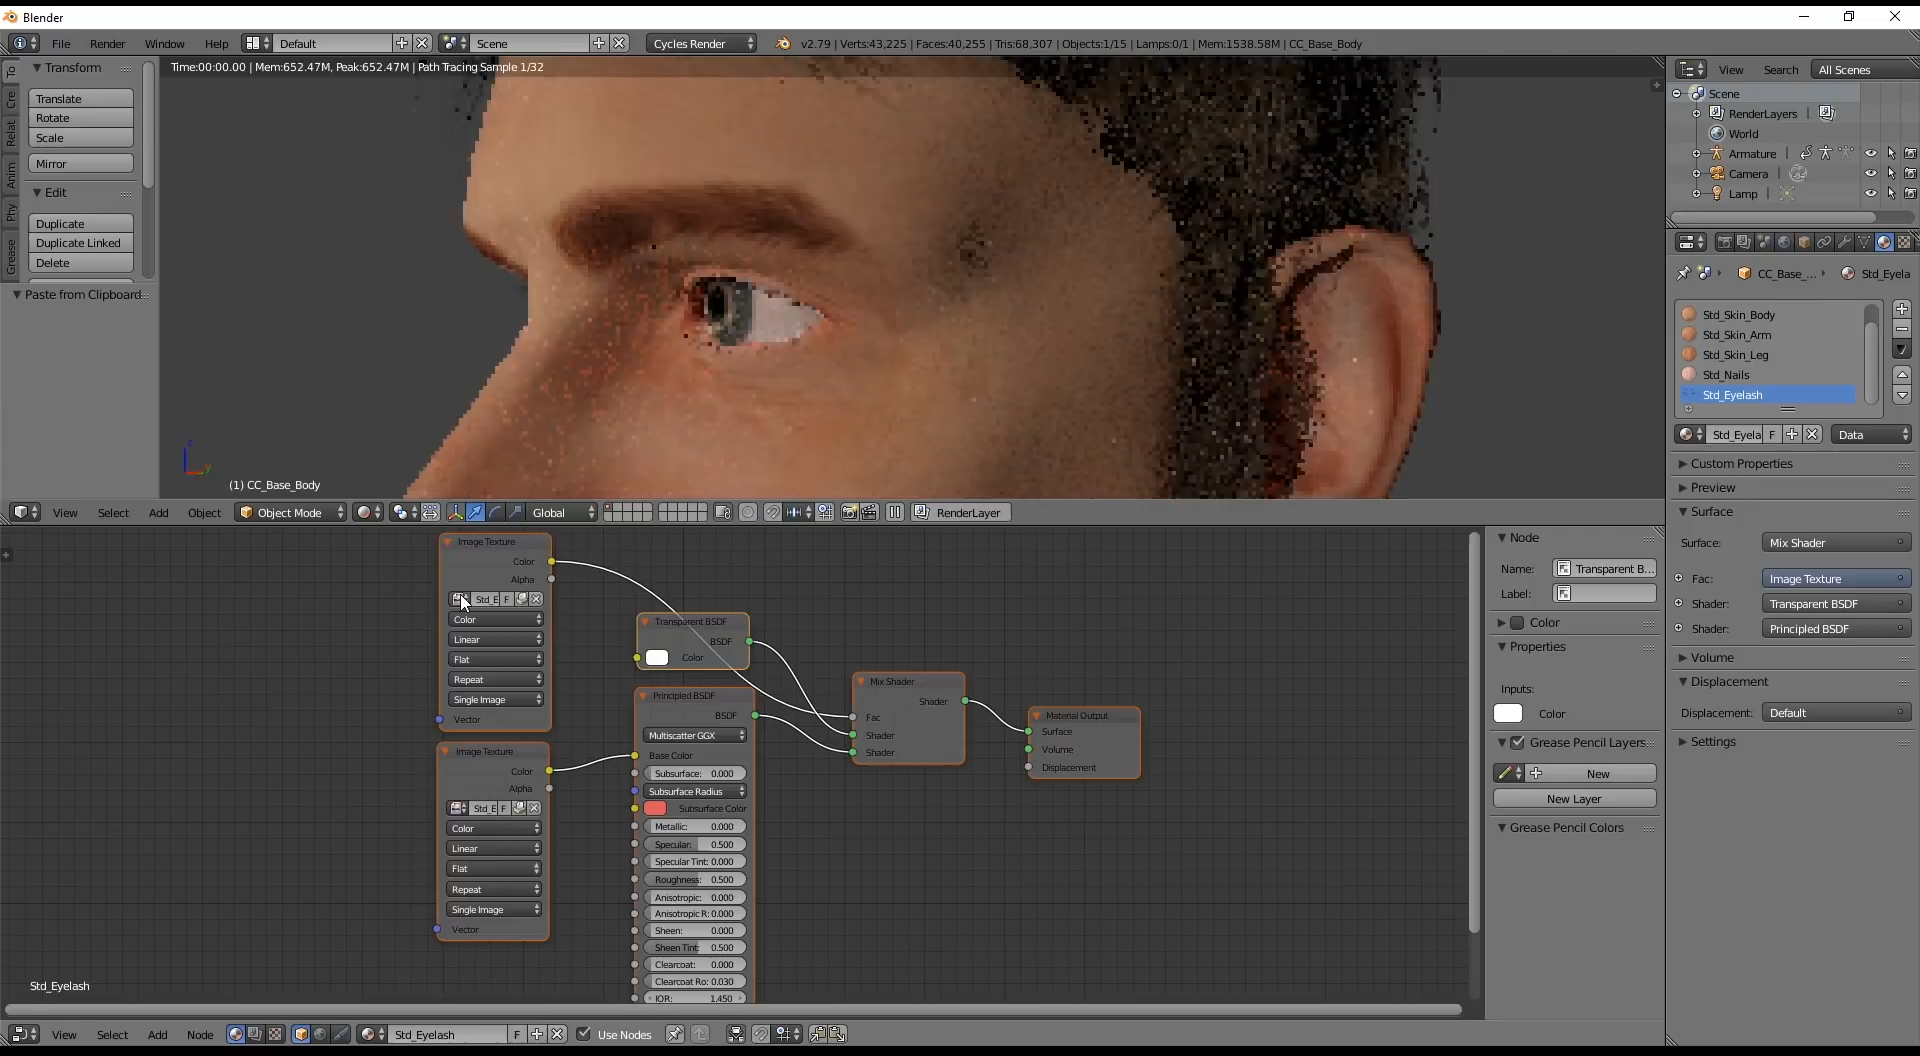 Blender
File Render Window Help Default Scene Cycles Render v2.79 | Verts:43,225 | Faces:40,255 | Tris:68,307 | Objects:1/15 | Lamps:0/1 | Mem:1538.58M | CC_Base_Body
Time:00:00.00 | Mem:652.47M, Peak:652.47M | Path Tracing Sample 1/32
To
Cre
Relat
Anim
Phy
Grease
Transform
Translate
Rotate
Scale
Mirror
Edit
Duplicate
Duplicate Linked
Delete
Paste from Clipboard
z
y
(1) CC_Base_Body
View Select Add Object Object Mode Global RenderLayer
View Search All Scenes
Scene
RenderLayers |
World
Armature
Camera
Lamp
CC_Base_... Std_Eyela
Std_Skin_Body
Std_Skin_Arm
Std_Skin_Leg
Std_Nails
Std_Eyelash
Std_Eyela F Data
Custom Properties
Preview
Surface
Surface: Mix Shader
Fac: Image Texture
Shader: Transparent BSDF
Shader: Principled BSDF
Volume
Displacement
Displacement: Default
Settings
Image Texture
Color
Alpha
Std_E F
Color
Linear
Flat
Repeat
Single Image
Vector
Image Texture
Color
Alpha
Std_E F
Color
Linear
Flat
Repeat
Single Image
Vector
Transparent BSDF
BSDF
Color
Principled BSDF
BSDF
Multiscatter GGX
Base Color
Subsurface: 0.000
Subsurface Radius
Subsurface Color
Metallic: 0.000
Specular: 0.500
Specular Tint: 0.000
Roughness: 0.500
Anisotropic: 0.000
Anisotropic R: 0.000
Sheen: 0.000
Sheen Tint: 0.500
Clearcoat: 0.000
Clearcoat Ro: 0.030
IOR: 1.450
Mix Shader
Shader
Fac
Shader
Shader
Material Output
Surface
Volume
Displacement
Node
Name: Transparent B...
Label:
Color
Properties
Inputs:
Color
Grease Pencil Layers
New
New Layer
Grease Pencil Colors
Std_Eyelash
View Select Add Node Std_Eyelash F Use Nodes